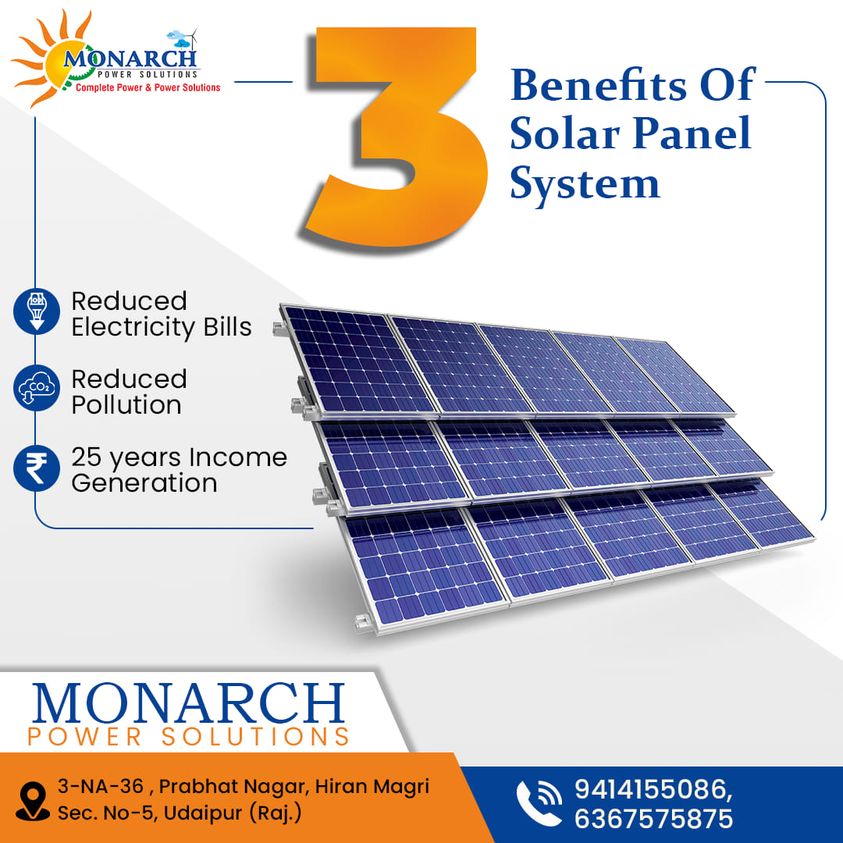 MONARCH
POWER SOLUTIONS
Complete Power & Power Solutions
3
Benefits Of
Solar Panel
System
Reduced
Electricity Bills
CO₂
Reduced
Pollution
₹
25 years Income
Generation
MONARCH
POWER SOLUTIONS
3-NA-36 , Prabhat Nagar, Hiran Magri
Sec. No-5, Udaipur (Raj.)
9414155086,
6367575875